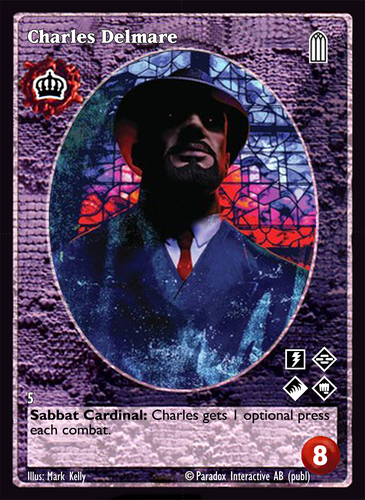 Charles Delmare
5
Sabbat Cardinal: Charles gets 1 optional press
each combat.
8
Illus: Mark Kelly
© Paradox Interactive AB (publ)